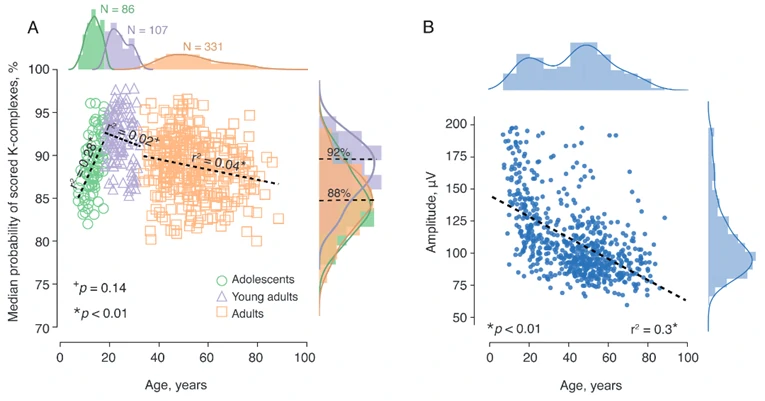 A
N = 86
N = 107
N = 331
Median probability of scored K-complexes, %
100
95
90
85
80
75
70
r² = 0.28*
r² = 0.02⁺
r² = 0.04*
92%
88%
⁺p = 0.14
*p < 0.01
Adolescents
Young adults
Adults
0 20 40 60 80 100
Age, years
B
Amplitude, µV
200
175
150
125
100
75
50
*p < 0.01
r² = 0.3*
0 20 40 60 80 100
Age, years